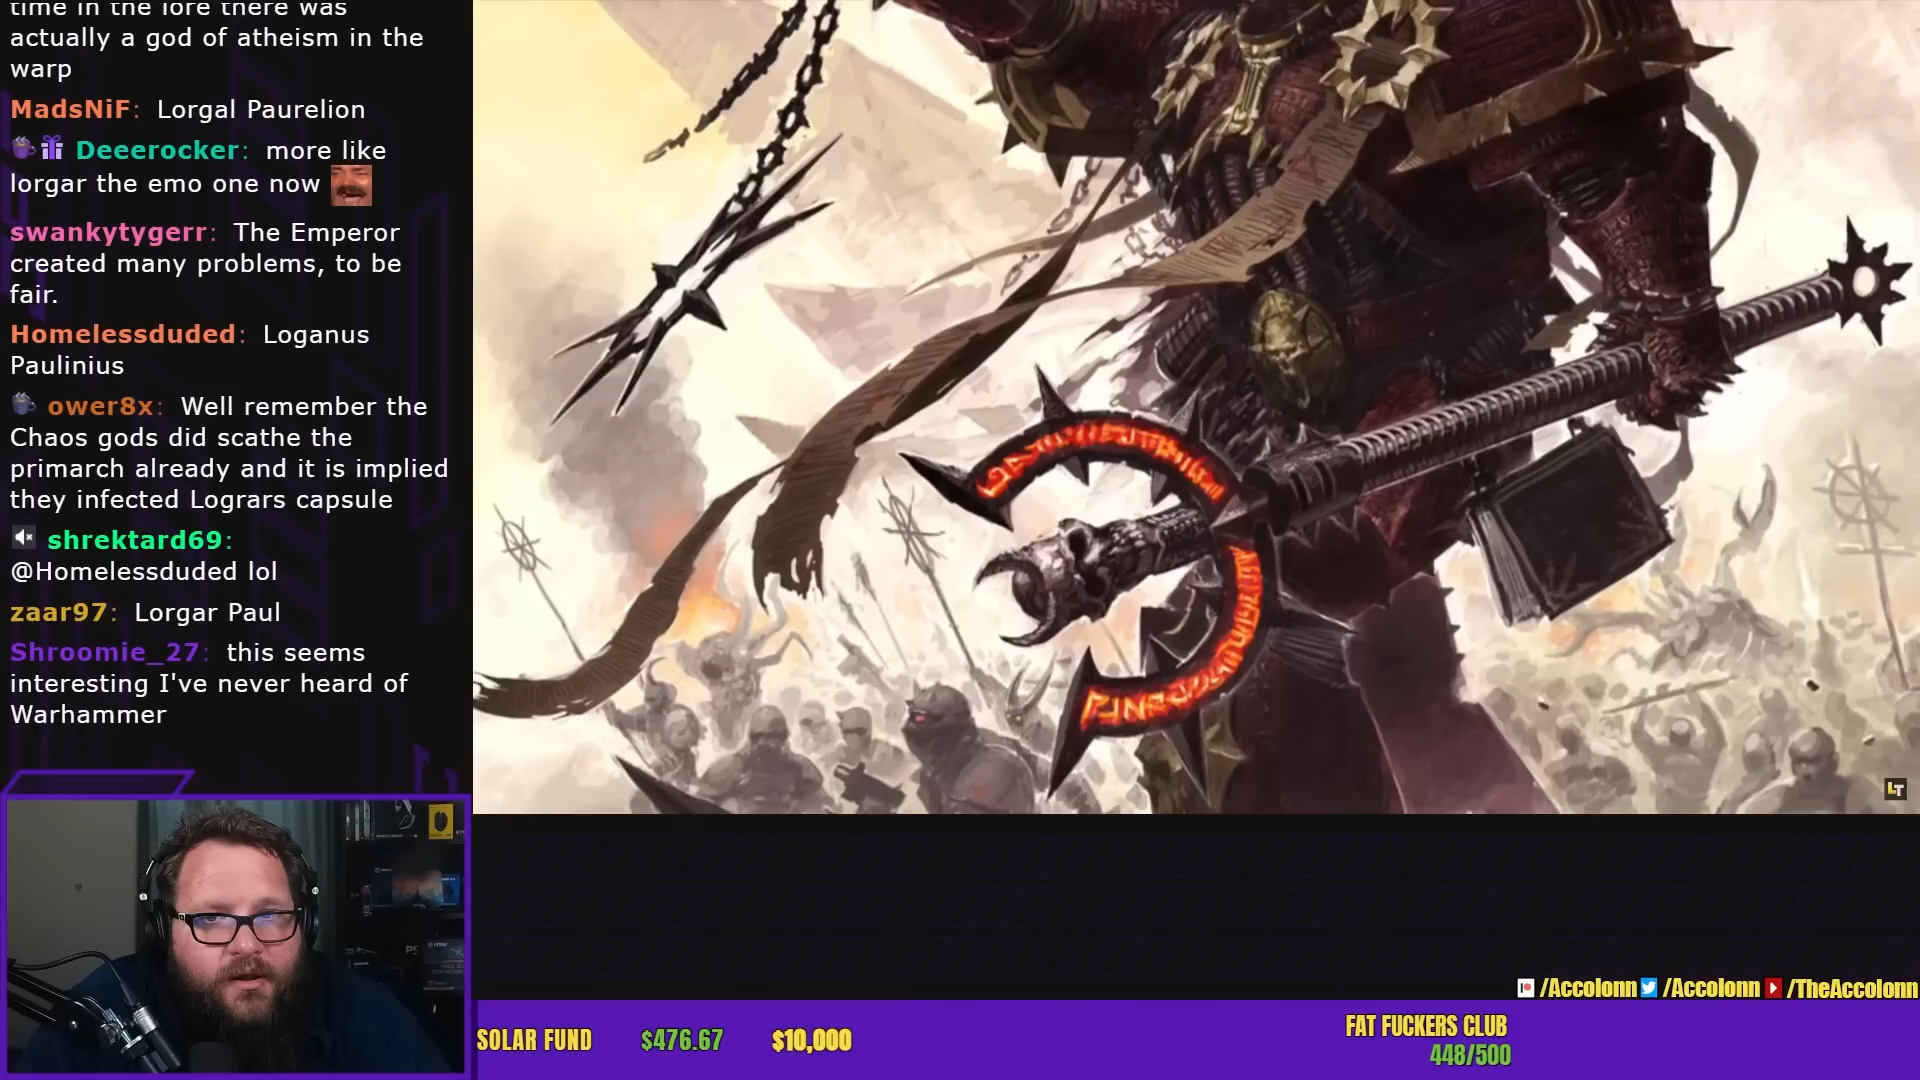 time in the lore there was
actually a god of atheism in the
warp
MadsNiF: Lorgal Paurelion
Deeerocker: more like
lorgar the emo one now
swankytygerr: The Emperor
created many problems, to be
fair.
Homelessduded: Loganus
Paulinius
ower8x: Well remember the
Chaos gods did scathe the
primarch already and it is implied
they infected Logrars capsule
shrektard69:
@Homelessduded lol
zaar97: Lorgar Paul
Shroomie_27: this seems
interesting I've never heard of
Warhammer
LT
/Accolonn /Accolonn /TheAccolonn
SOLAR FUND $476.67 $10,000
FAT FUCKERS CLUB
448/500